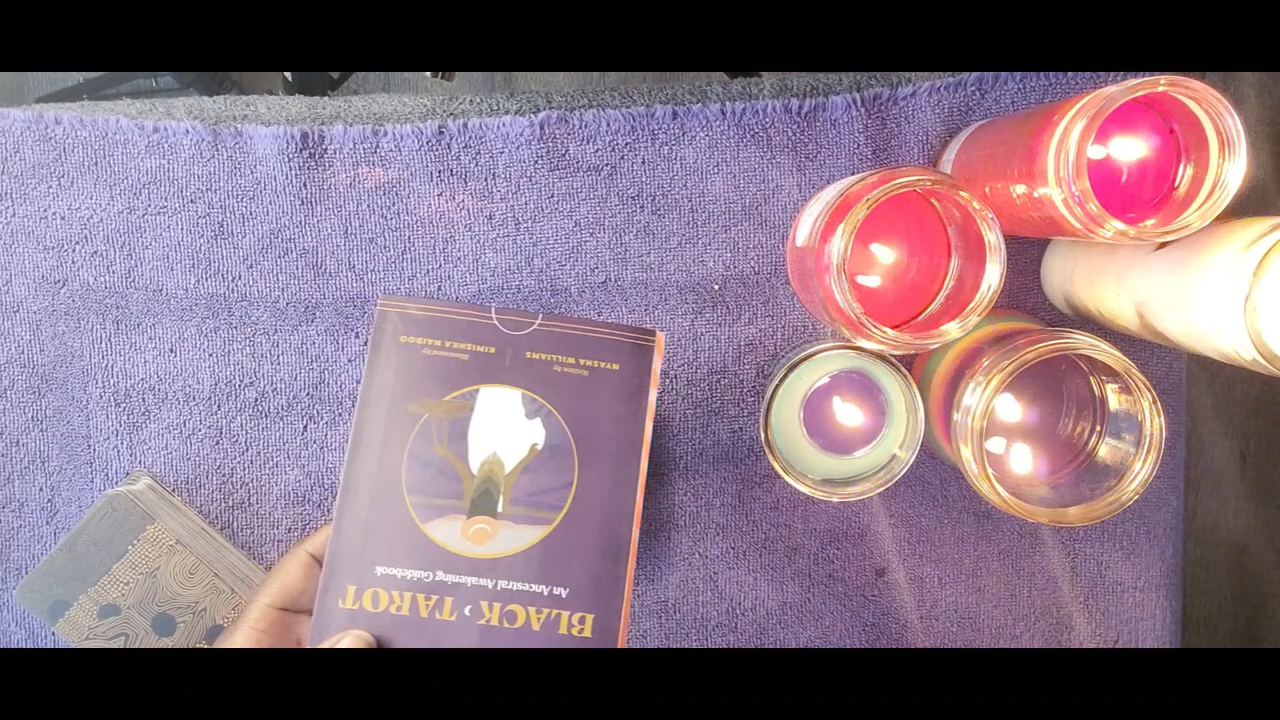 BLACK TAROT
An Ancestral Awakening Guidebook
Written by
NYASHA WILLIAMS
Illustrated by
KIMISHKA NAIDOO